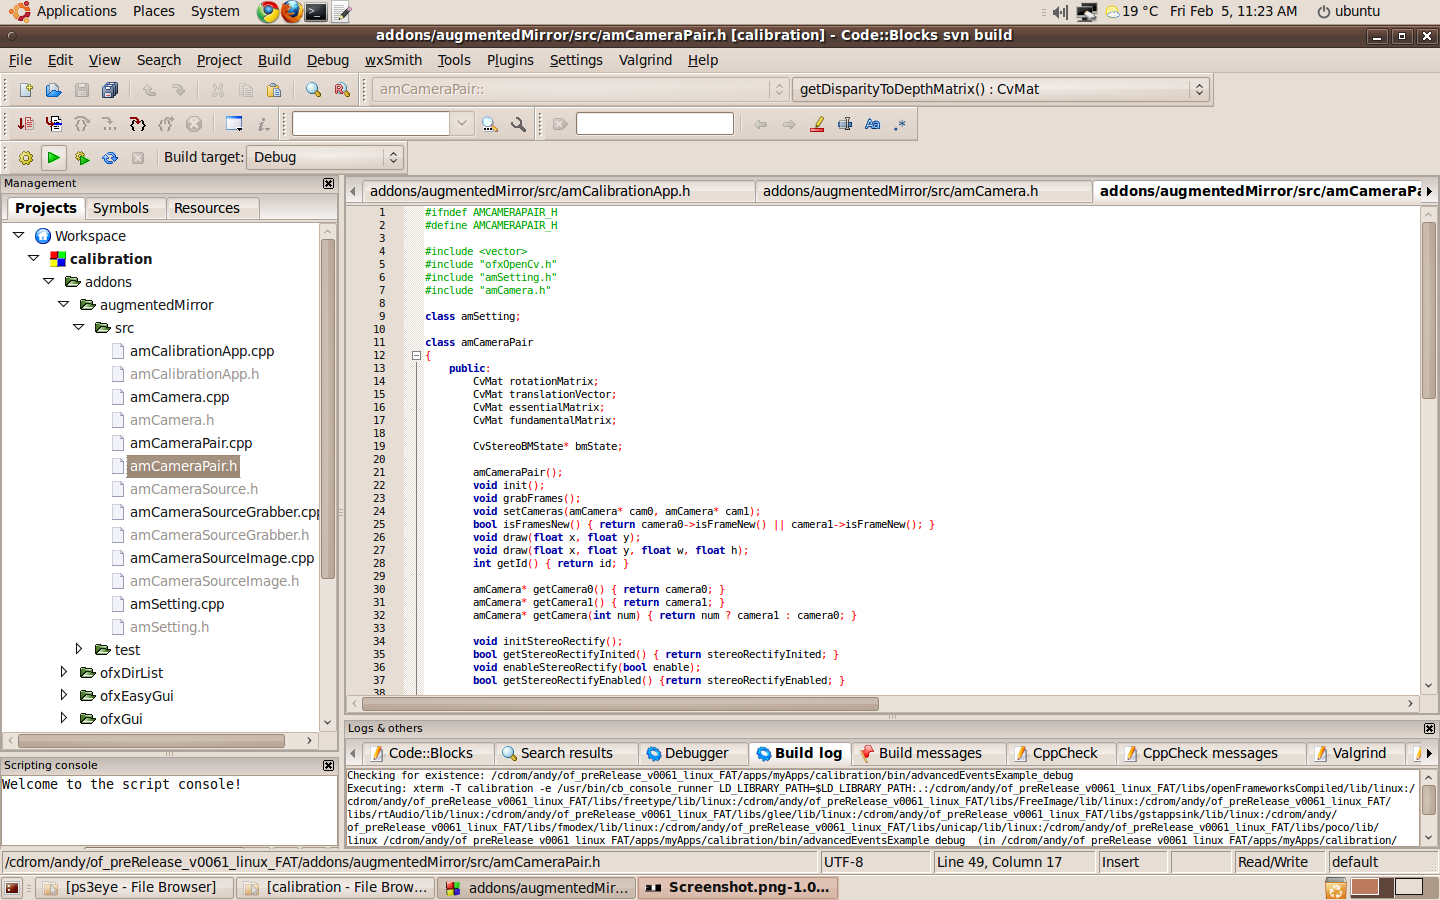 Applications Places System
19 °C Fri Feb 5, 11:23 AM ubuntu
addons/augmentedMirror/src/amCameraPair.h [calibration] - Code::Blocks svn build
File Edit View Search Project Build Debug wxSmith Tools Plugins Settings Valgrind Help
amCameraPair:: getDisparityToDepthMatrix() : CvMat
Build target: Debug
Management
Projects Symbols Resources
Workspace
calibration
addons
augmentedMirror
src
amCalibrationApp.cpp
amCalibrationApp.h
amCamera.cpp
amCamera.h
amCameraPair.cpp
amCameraPair.h
amCameraSource.h
amCameraSourceGrabber.cpp
amCameraSourceGrabber.h
amCameraSourceImage.cpp
amCameraSourceImage.h
amSetting.cpp
amSetting.h
test
ofxDirList
ofxEasyGui
ofxGui
Scripting console
Welcome to the script console!
addons/augmentedMirror/src/amCalibrationApp.h addons/augmentedMirror/src/amCamera.h addons/augmentedMirror/src/amCameraPa
1 #ifndef AMCAMERAPAIR_H
2 #define AMCAMERAPAIR_H
3
4 #include <vector>
5 #include "ofxOpenCv.h"
6 #include "amSetting.h"
7 #include "amCamera.h"
8
9 class amSetting;
10
11 class amCameraPair
12 {
13 public:
14 CvMat rotationMatrix;
15 CvMat translationVector;
16 CvMat essentialMatrix;
17 CvMat fundamentalMatrix;
18
19 CvStereoBMState* bmState;
20
21 amCameraPair();
22 void init();
23 void grabFrames();
24 void setCameras(amCamera* cam0, amCamera* cam1);
25 bool isFramesNew() { return camera0->isFrameNew() || camera1->isFrameNew(); }
26 void draw(float x, float y);
27 void draw(float x, float y, float w, float h);
28 int getId() { return id; }
29
30 amCamera* getCamera0() { return camera0; }
31 amCamera* getCamera1() { return camera1; }
32 amCamera* getCamera(int num) { return num ? camera1 : camera0; }
33
34 void initStereoRectify();
35 bool getStereoRectifyInited() { return stereoRectifyInited; }
36 void enableStereoRectify(bool enable);
37 bool getStereoRectifyEnabled() {return stereoRectifyEnabled; }
38
Logs & others
Code::Blocks Search results Debugger Build log Build messages CppCheck CppCheck messages Valgrind
Checking for existence: /cdrom/andy/of_preRelease_v0061_linux_FAT/apps/myApps/calibration/bin/advancedEventsExample_debug
Executing: xterm -T calibration -e /usr/bin/cb_console_runner LD_LIBRARY_PATH=$LD_LIBRARY_PATH:.:/cdrom/andy/of_preRelease_v0061_linux_FAT/libs/openFrameworksCompiled/lib/linux:/
cdrom/andy/of_preRelease_v0061_linux_FAT/libs/freetype/lib/linux:/cdrom/andy/of_preRelease_v0061_linux_FAT/libs/FreeImage/lib/linux:/cdrom/andy/of_preRelease_v0061_linux_FAT/
libs/rtAudio/lib/linux:/cdrom/andy/of_preRelease_v0061_linux_FAT/libs/glee/lib/linux:/cdrom/andy/of_preRelease_v0061_linux_FAT/libs/gstappsink/lib/linux:/cdrom/andy/
of_preRelease_v0061_linux_FAT/libs/fmodex/lib/linux:/cdrom/andy/of_preRelease_v0061_linux_FAT/libs/unicap/lib/linux:/cdrom/andy/of_preRelease_v0061_linux_FAT/libs/poco/lib/
linux /cdrom/andy/of_preRelease_v0061_linux_FAT/apps/myApps/calibration/bin/advancedEventsExample_debug (in /cdrom/andy/of_preRelease_v0061_linux_FAT/apps/myApps/calibration/
/cdrom/andy/of_preRelease_v0061_linux_FAT/addons/augmentedMirror/src/amCameraPair.h UTF-8 Line 49, Column 17 Insert Read/Write default
[ps3eye - File Browser] [calibration - File Brow... addons/augmentedMir... Screenshot.png-1.0...